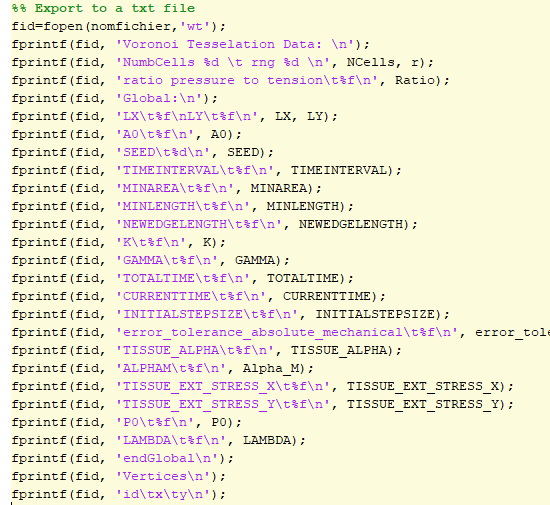 %% Export to a txt file
fid=fopen(nomfichier,'wt');
fprintf(fid, 'Voronoi Tesselation Data: \n');
fprintf(fid, 'NumbCells %d \t rng %d \n', NCells, r);
fprintf(fid, 'ratio pressure to tension\t%f\n', Ratio);
fprintf(fid, 'Global:\n');
fprintf(fid, 'LX\t%f\nLY\t%f\n', LX, LY);
fprintf(fid, 'A0\t%f\n', A0);
fprintf(fid, 'SEED\t%d\n', SEED);
fprintf(fid, 'TIMEINTERVAL\t%f\n', TIMEINTERVAL);
fprintf(fid, 'MINAREA\t%f\n', MINAREA);
fprintf(fid, 'MINLENGTH\t%f\n', MINLENGTH);
fprintf(fid, 'NEWEDGELENGTH\t%f\n', NEWEDGELENGTH);
fprintf(fid, 'K\t%f\n', K);
fprintf(fid, 'GAMMA\t%f\n', GAMMA);
fprintf(fid, 'TOTALTIME\t%f\n', TOTALTIME);
fprintf(fid, 'CURRENTTIME\t%f\n', CURRENTTIME);
fprintf(fid, 'INITIALSTEPSIZE\t%f\n', INITIALSTEPSIZE);
fprintf(fid, 'error_tolerance_absolute_mechanical\t%f\n', error_tole
fprintf(fid, 'TISSUE_ALPHA\t%f\n', TISSUE_ALPHA);
fprintf(fid, 'ALPHAM\t%f\n', Alpha_M);
fprintf(fid, 'TISSUE_EXT_STRESS_X\t%f\n', TISSUE_EXT_STRESS_X);
fprintf(fid, 'TISSUE_EXT_STRESS_Y\t%f\n', TISSUE_EXT_STRESS_Y);
fprintf(fid, 'P0\t%f\n', P0);
fprintf(fid, 'LAMBDA\t%f\n', LAMBDA);
fprintf(fid, 'endGlobal\n');
fprintf(fid, 'Vertices\n');
fprintf(fid, 'id\tx\ty\n');